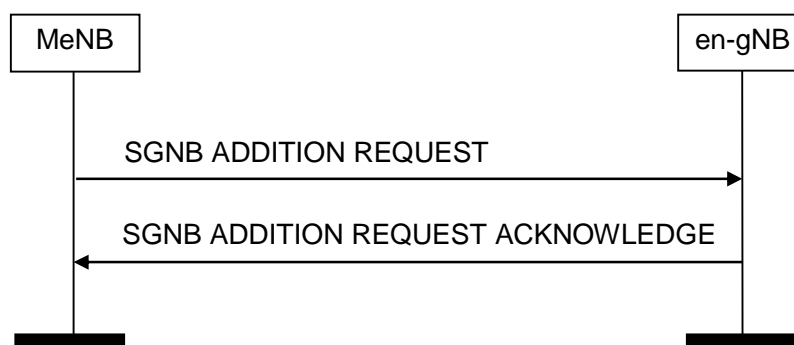 MeNB
en-gNB
SGNB ADDITION REQUEST
SGNB ADDITION REQUEST ACKNOWLEDGE